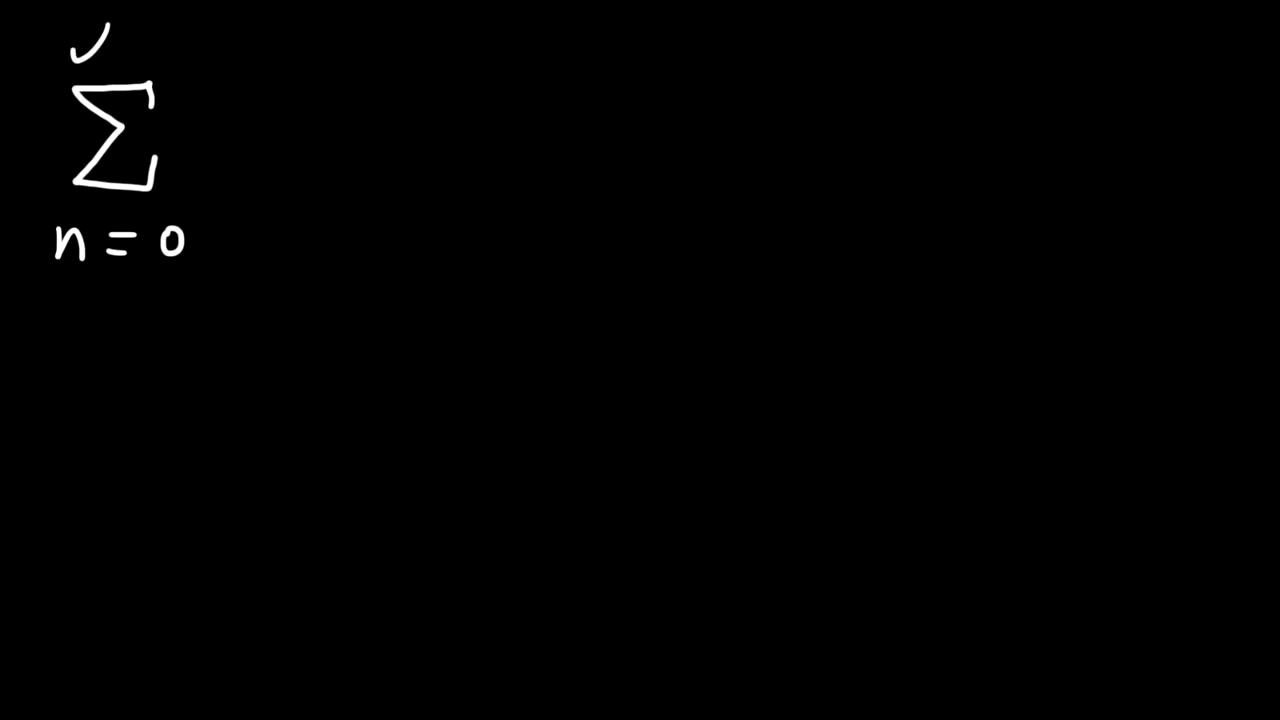 ∑
n = 0